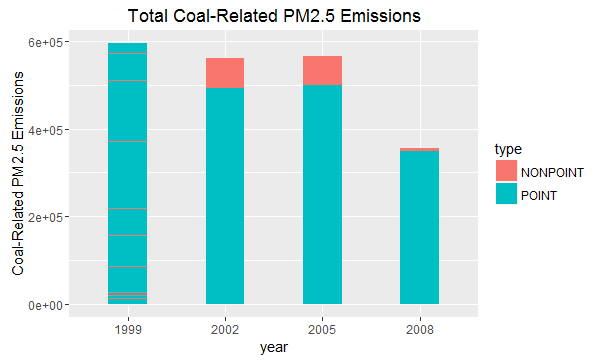 Total Coal-Related PM2.5 Emissions
Coal-Related PM2.5 Emissions
6e+05
4e+05
2e+05
0e+00
1999 2002 2005 2008
year
type
NONPOINT
POINT